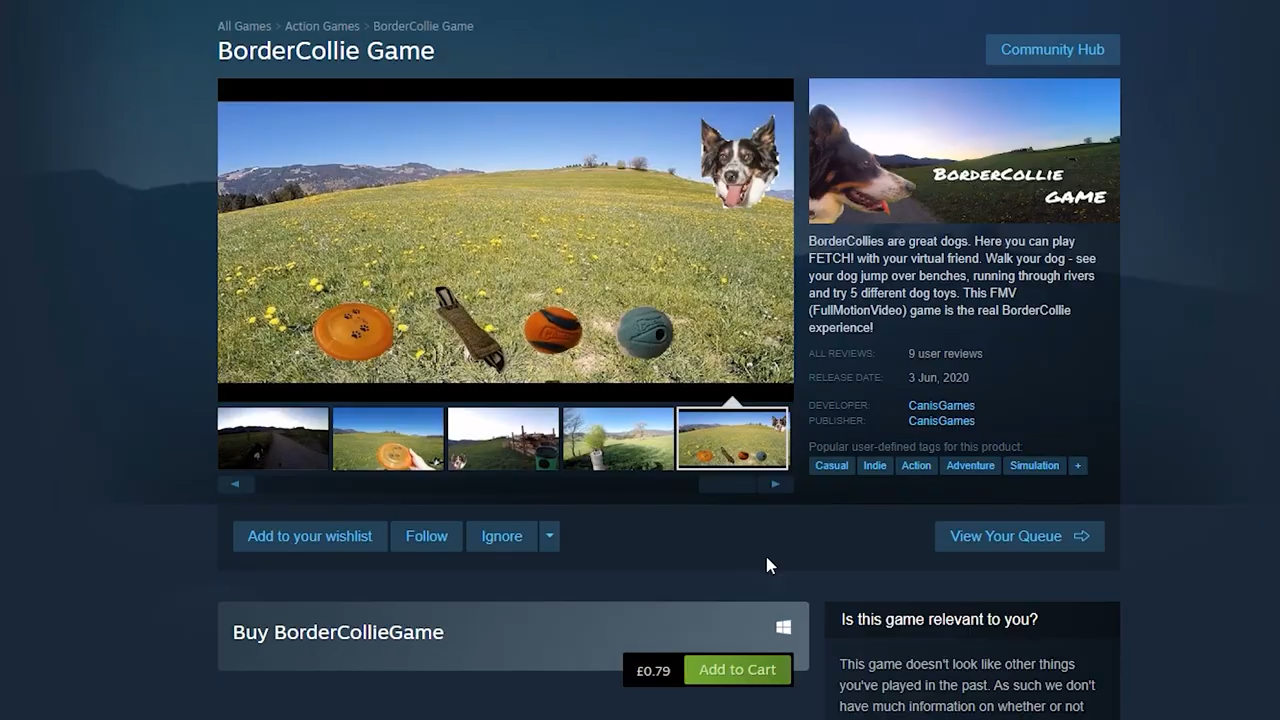 All Games > Action Games > BorderCollie Game
BorderCollie Game
Community Hub
BORDERCOLLIE
GAME
BorderCollies are great dogs. Here you can play
FETCH! with your virtual friend. Walk your dog - see
your dog jump over benches, running through rivers
and try 5 different dog toys. This FMV
(FullMotionVideo) game is the real BorderCollie
experience!
ALL REVIEWS: 9 user reviews
RELEASE DATE: 3 Jun, 2020
DEVELOPER: CanisGames
PUBLISHER: CanisGames
Popular user-defined tags for this product:
Casual Indie Action Adventure Simulation +
Add to your wishlist Follow Ignore View Your Queue
Buy BorderCollieGame
£0.79 Add to Cart
Is this game relevant to you?
This game doesn't look like other things
you've played in the past. As such we don't
have much information on whether or not